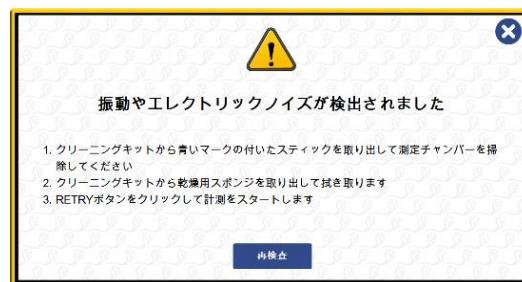 振動やエレクトリックノイズが検出されました
1. クリーニングキットから青いマークの付いたスティックを取り出して測定チャンバーを掃
除してください
2. クリーニングキットから乾燥用スポンジを取り出して拭き取ります
3. RETRYボタンをクリックして計測をスタートします
再検査